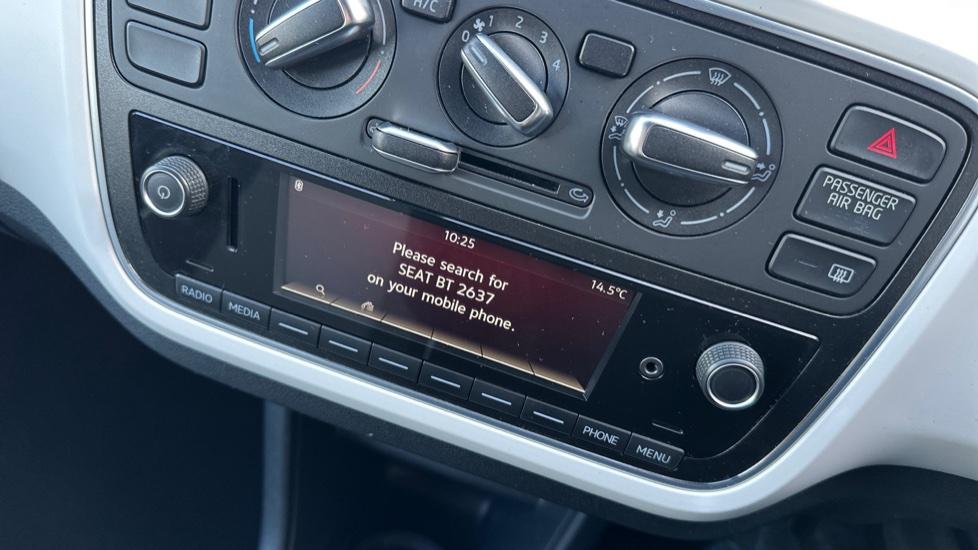 A/C
0 1 2 3 4
PASSENGER
AIR BAG
10:25
14.5°C
Please search for
SEAT BT 2637
on your mobile phone.
RADIO
MEDIA
PHONE
MENU